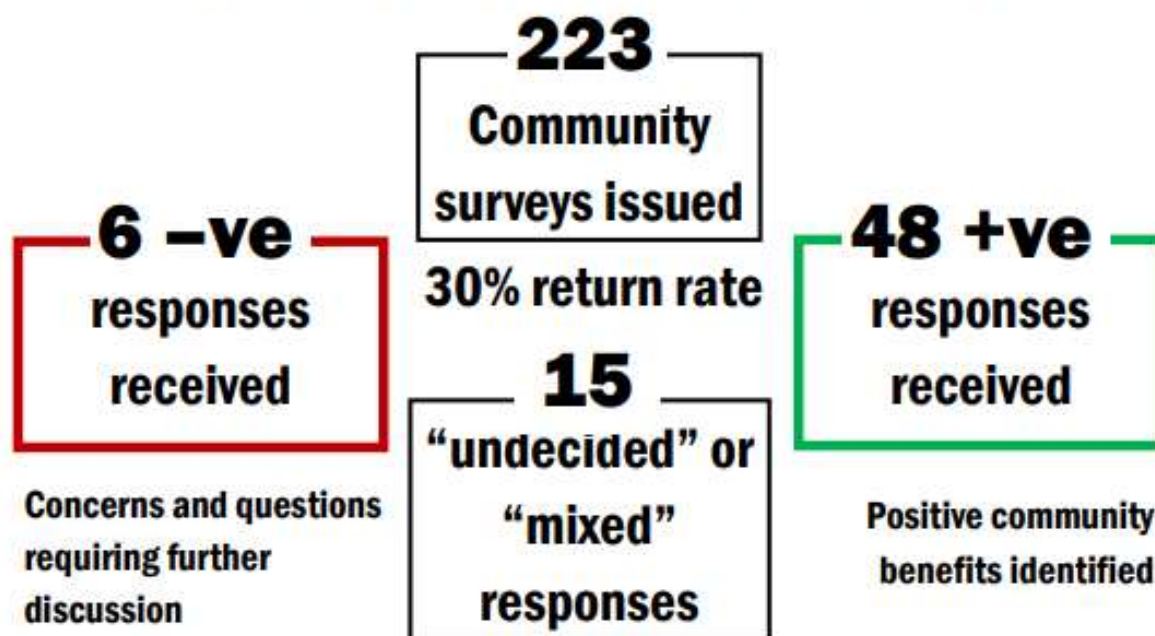 223
Community
surveys issued
30% return rate
6 –ve
responses
received
Concerns and questions
requiring further
discussion
15
“undecided” or
“mixed”
responses
48 +ve
responses
received
Positive community
benefits identified